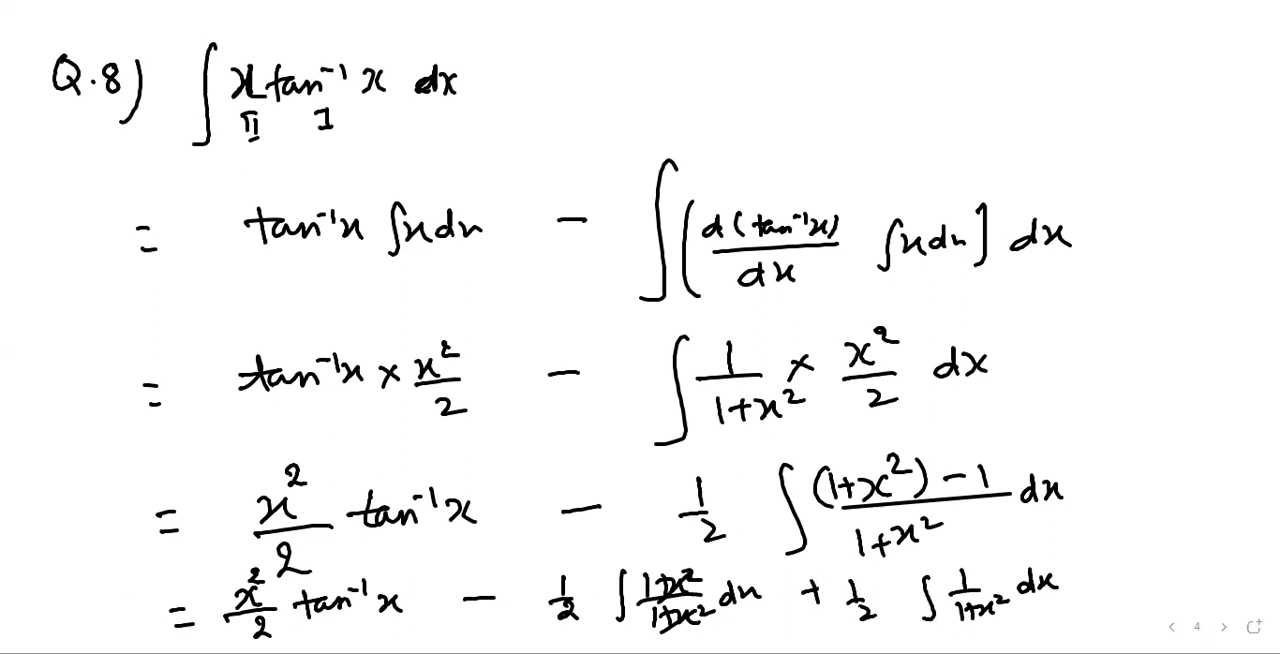 Q.8) ∫ x tan⁻¹x dx
II I
= tan⁻¹x ∫x dx − ∫ [d(tan⁻¹x)/dx ∫x dx] dx
= tan⁻¹x × x²/2 − ∫ 1/(1+x²) × x²/2 dx
= x²/2 tan⁻¹x − 1/2 ∫ ((1+x²)−1)/(1+x²) dx
= x²/2 tan⁻¹x − 1/2 ∫ (1+x²)/(1+x²) dx + 1/2 ∫ 1/(1+x²) dx
< 4 >